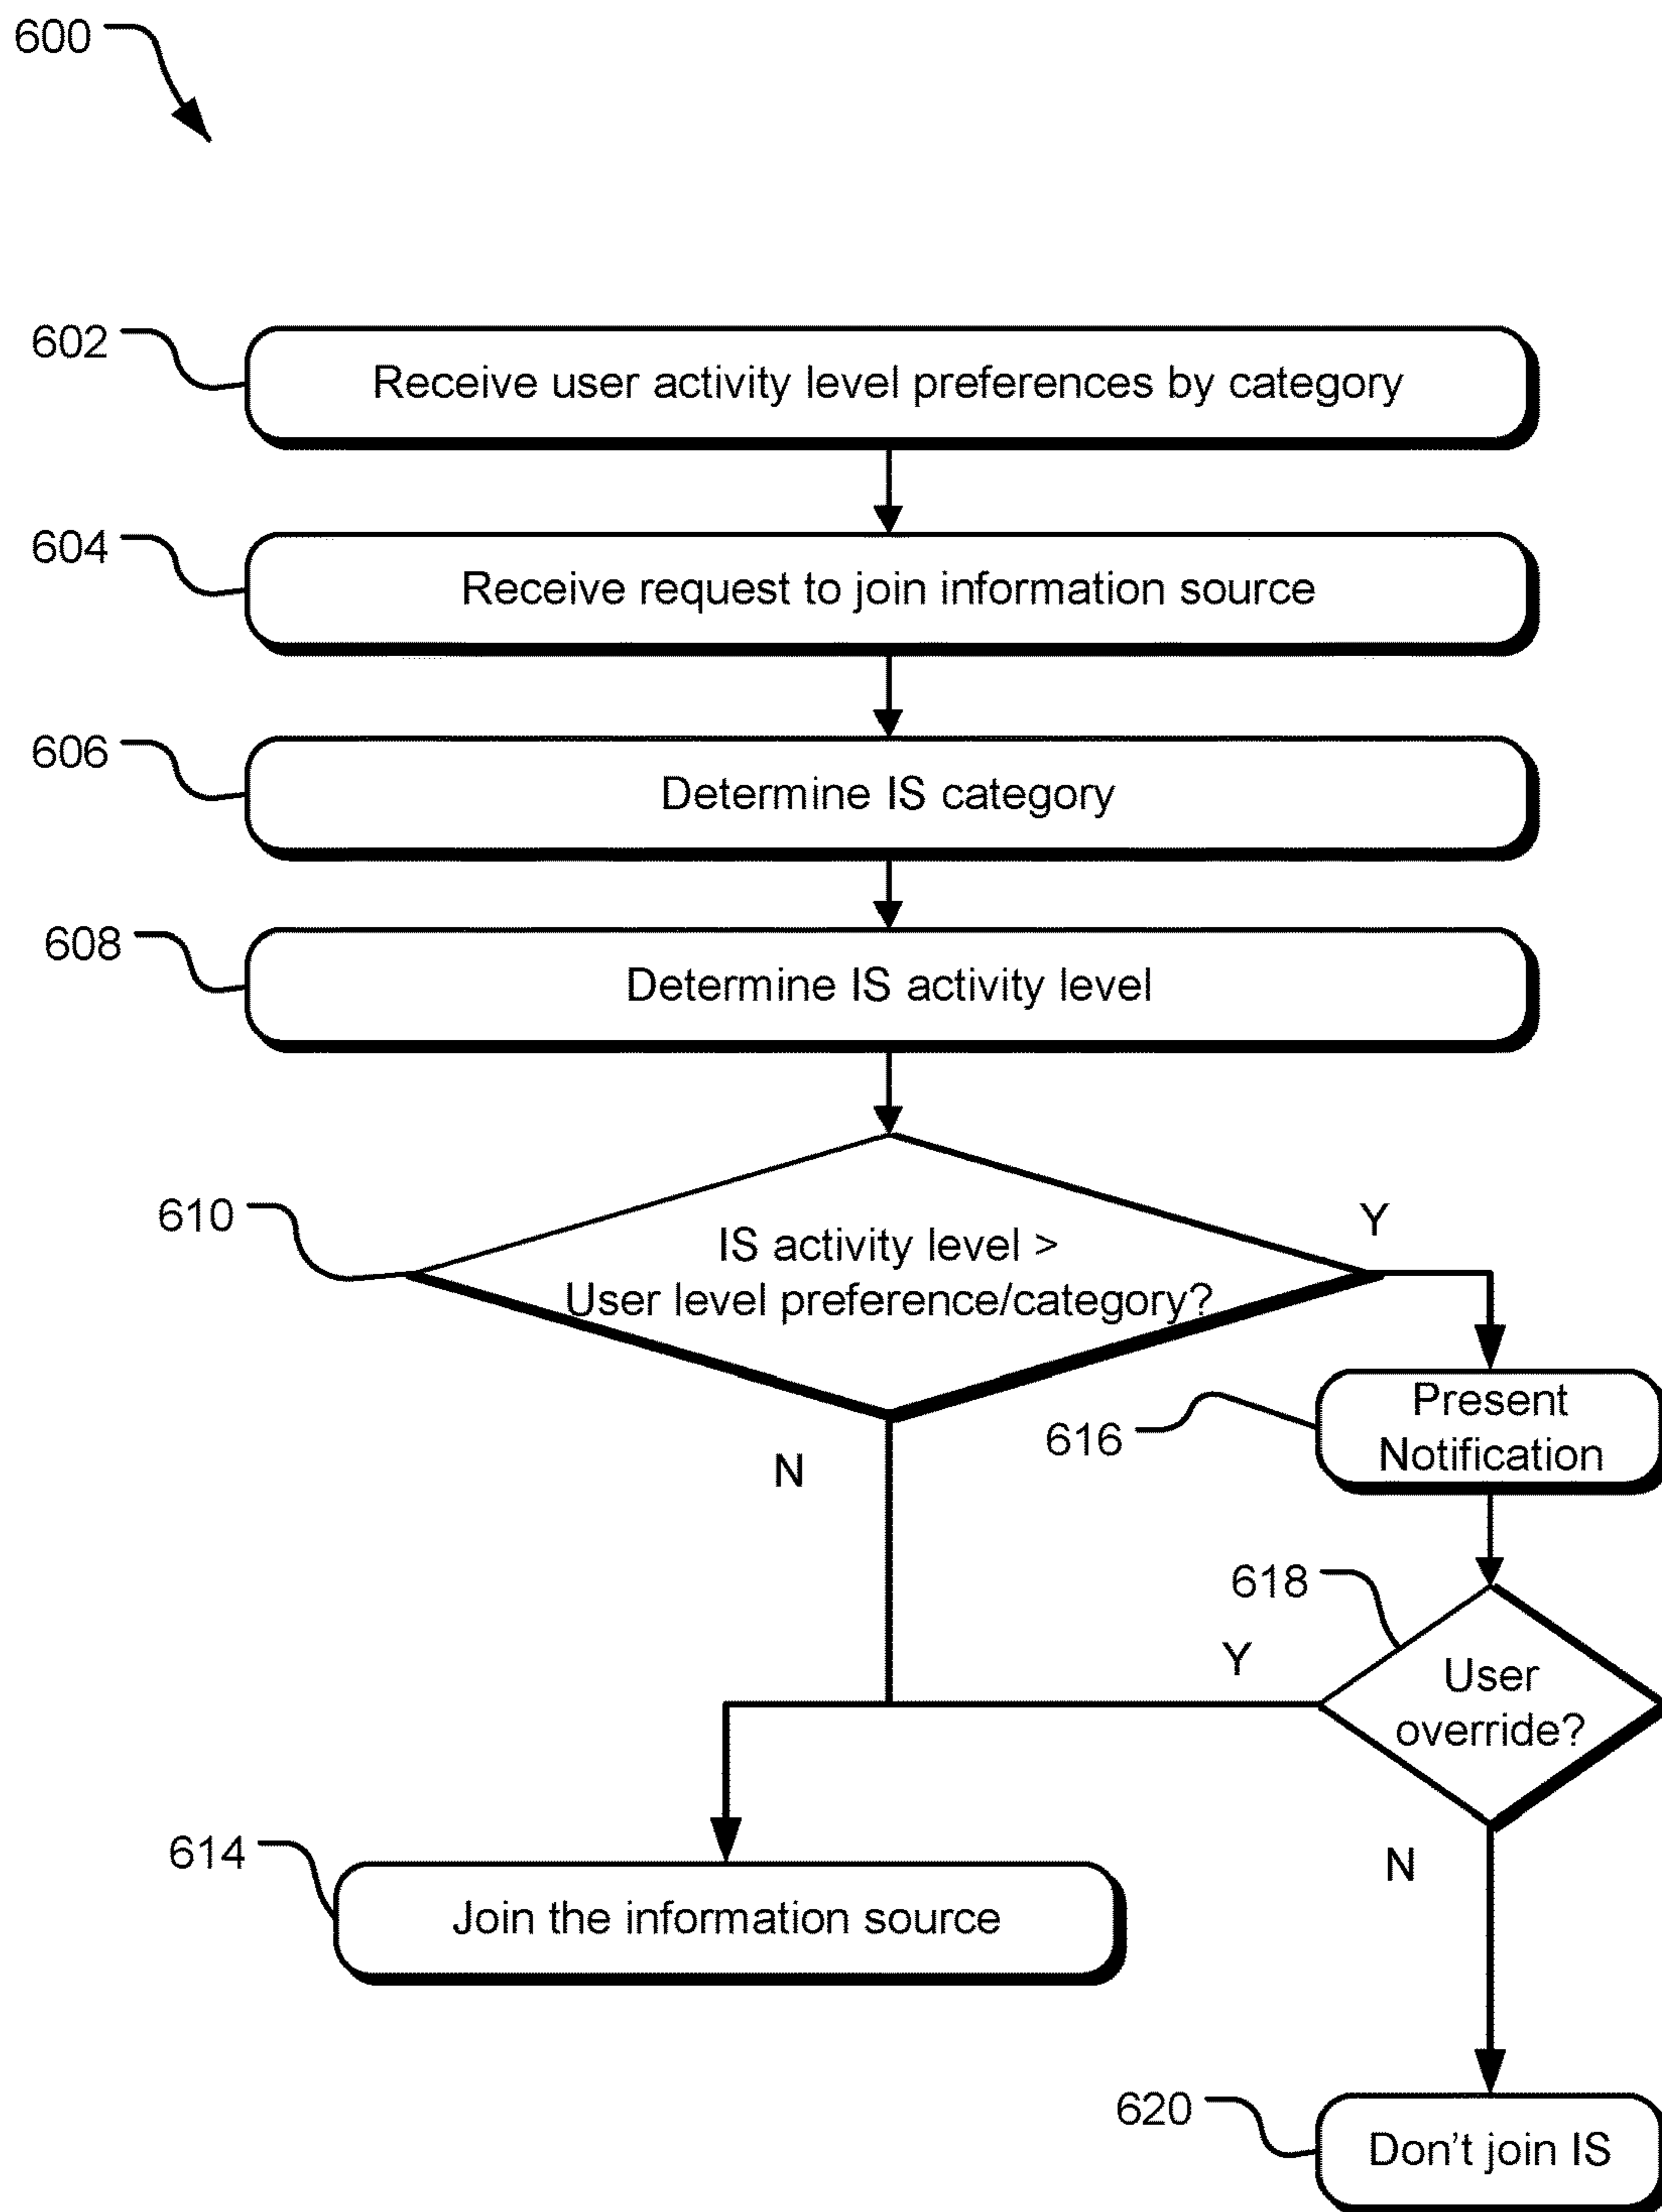 600
602
Receive user activity level preferences by category
604
Receive request to join information source
606
Determine IS category
608
Determine IS activity level
610
IS activity level >
User level preference/category?
Y
N
616
Present
Notification
618
Y
User
override?
N
614
Join the information source
620
Don't join IS